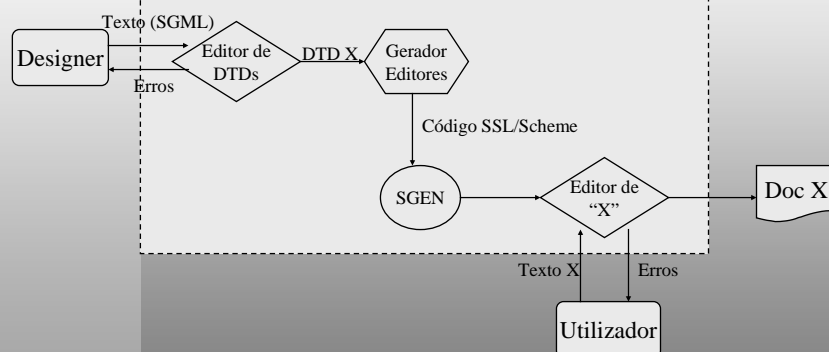 Texto (SGML)
Designer
Editor de
DTDs
DTD X
Gerador
Editores
Erros
Código SSL/Scheme
SGEN
Editor de
“X”
Doc X
Texto X
Erros
Utilizador